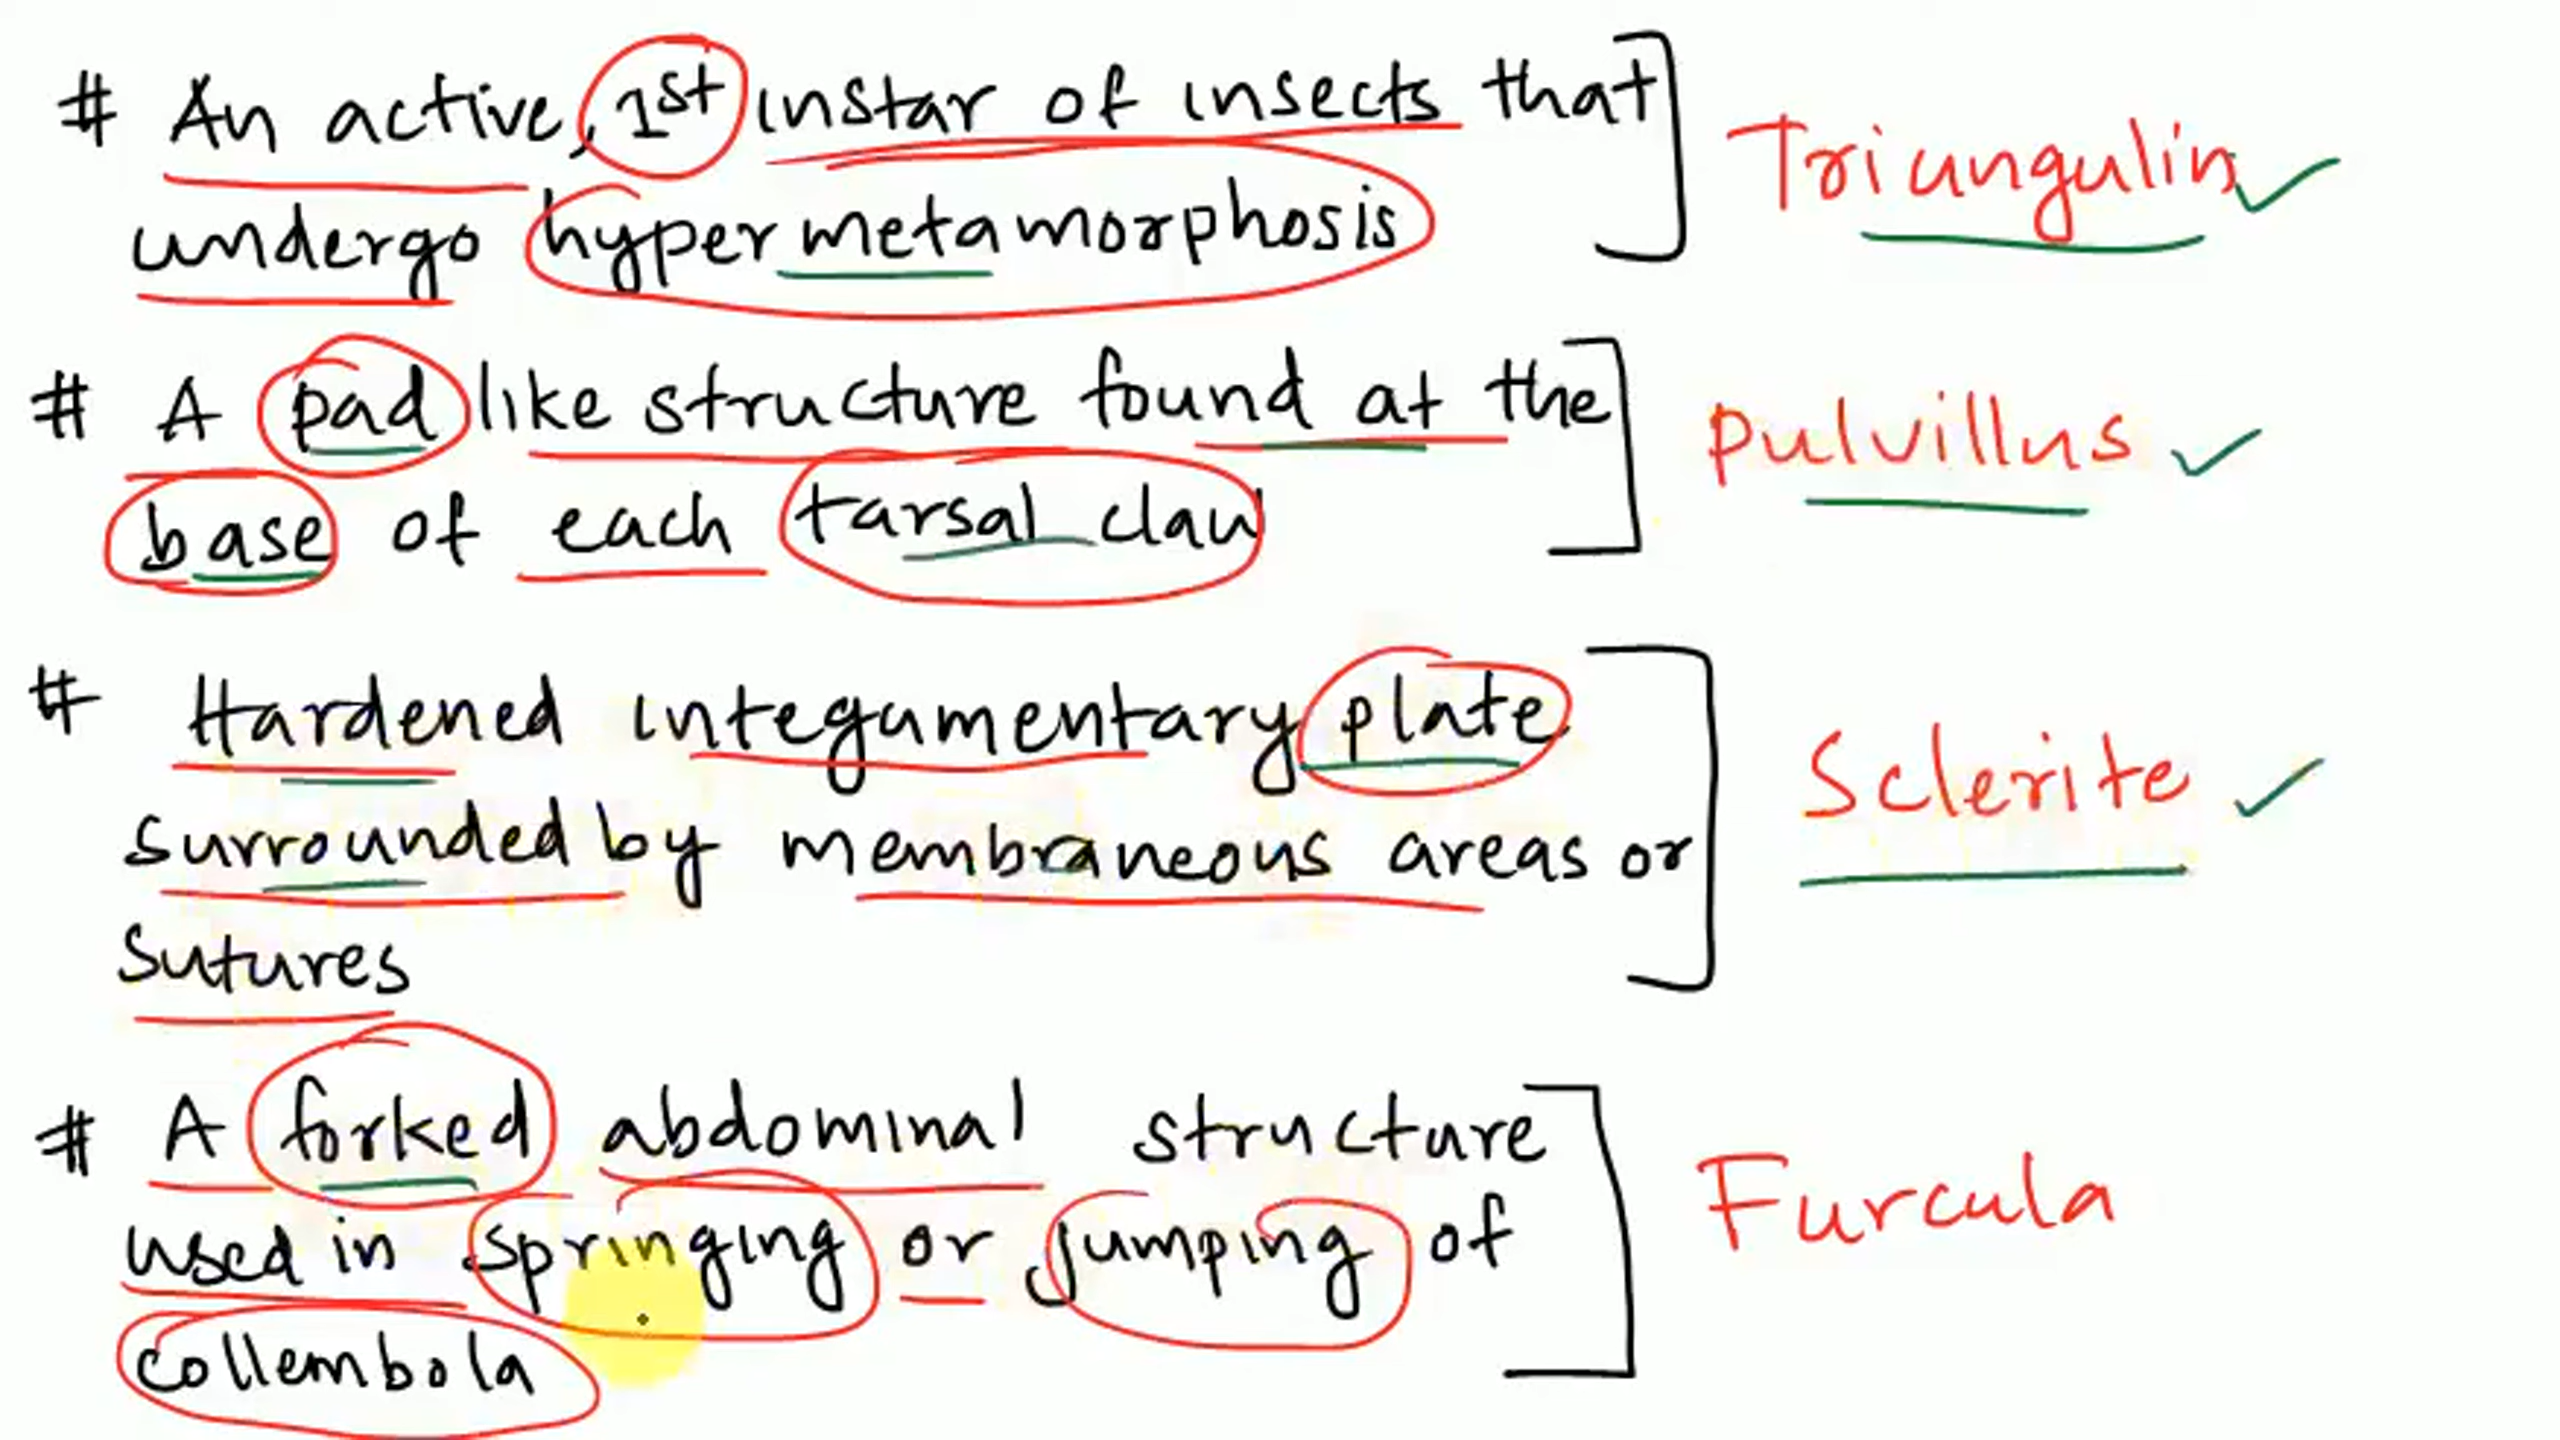 # An active, 1st instar of insects that
undergo hypermetamorphosis
Triungulin
# A pad like structure found at the
base of each tarsal claw
Pulvillus
# Hardened integumentary plate
surrounded by membraneous areas or
Sutures
Sclerite
# A forked abdominal structure
used in springing or jumping of
collembola
Furcula